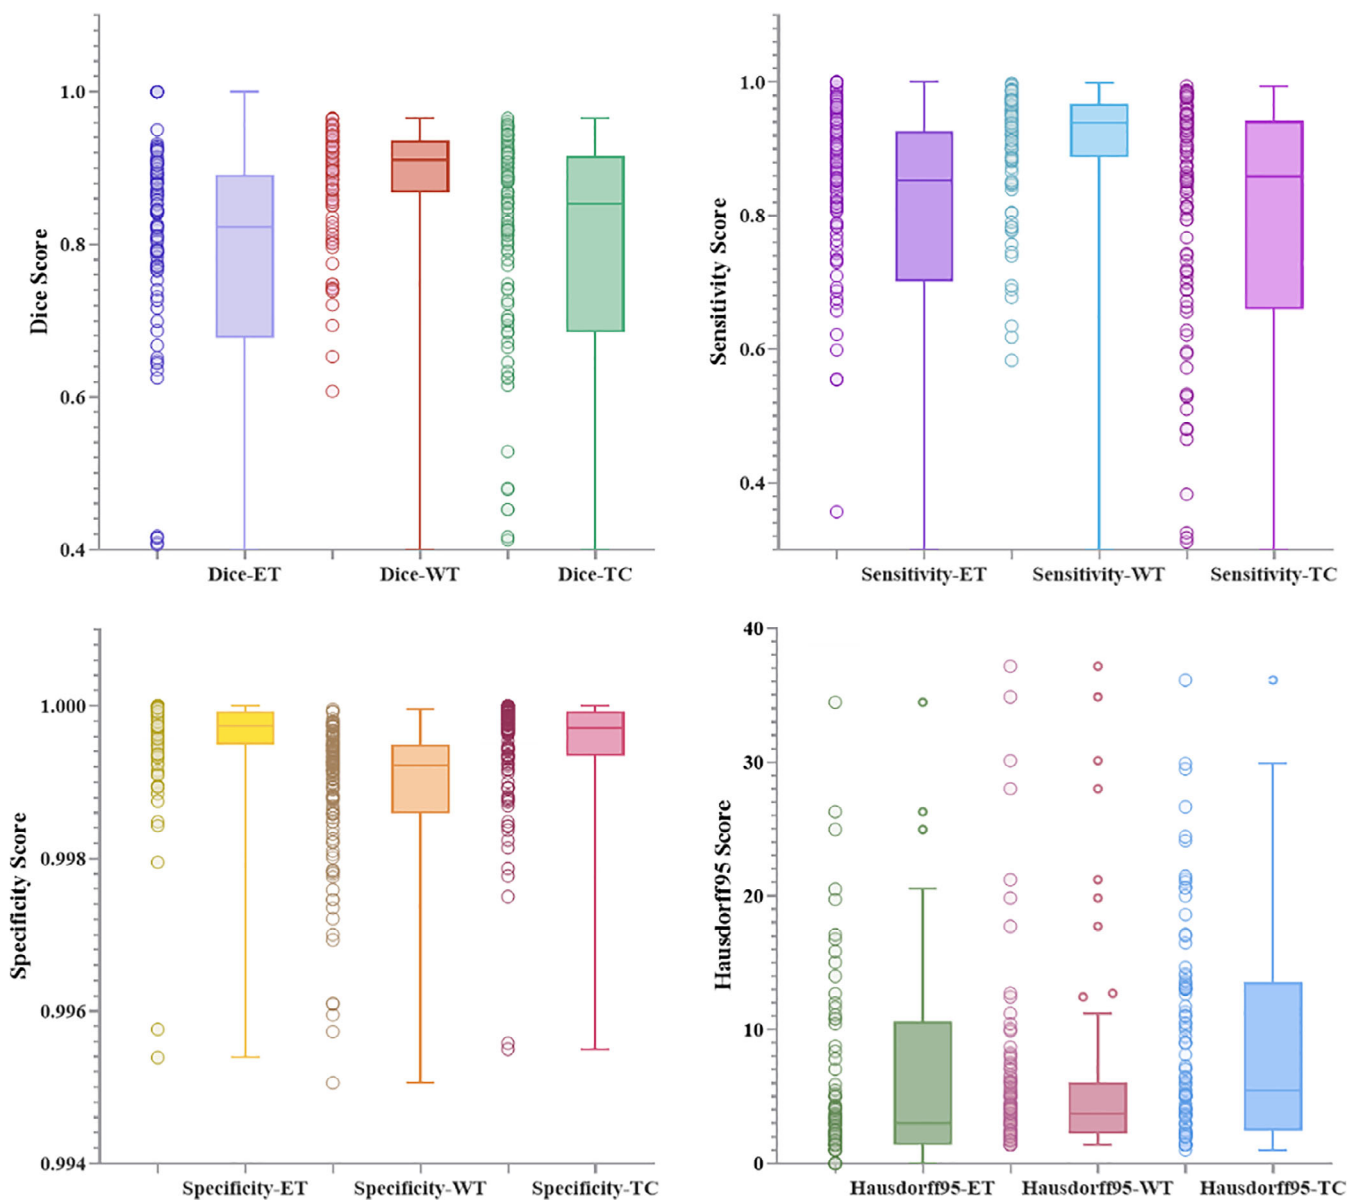 Dice Score
1.0
0.8
0.6
0.4
Dice-ET Dice-WT Dice-TC
Sensitivity Score
1.0
0.8
0.6
0.4
Sensitivity-ET Sensitivity-WT Sensitivity-TC
Specificity Score
1.000
0.998
0.996
0.994
Specificity-ET Specificity-WT Specificity-TC
Hausdorff95 Score
40
30
20
10
0
Hausdorff95-ET Hausdorff95-WT Hausdorff95-TC